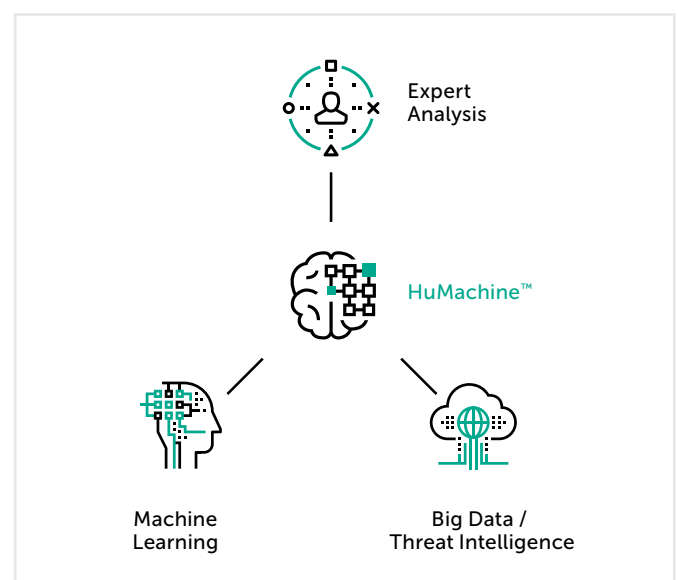 Expert
Analysis
HuMachine™
Machine
Learning
Big Data /
Threat Intelligence